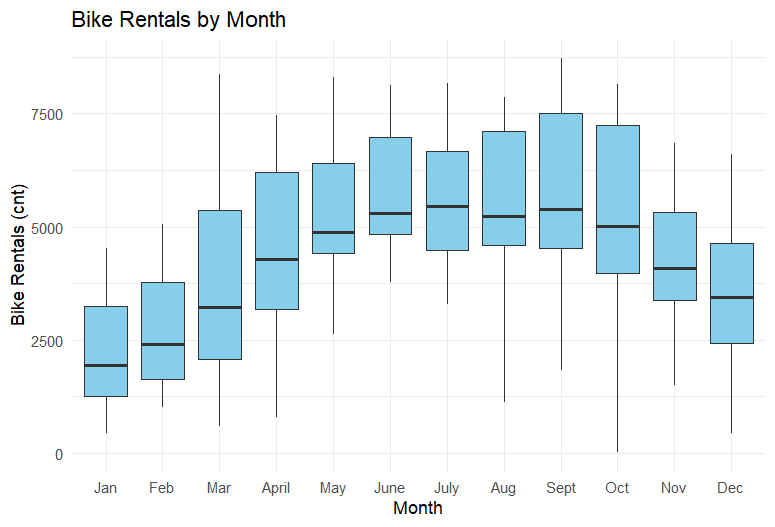 Bike Rentals by Month
Bike Rentals (cnt)
7500
5000
2500
0
Jan Feb Mar April May June July Aug Sept Oct Nov Dec
Month